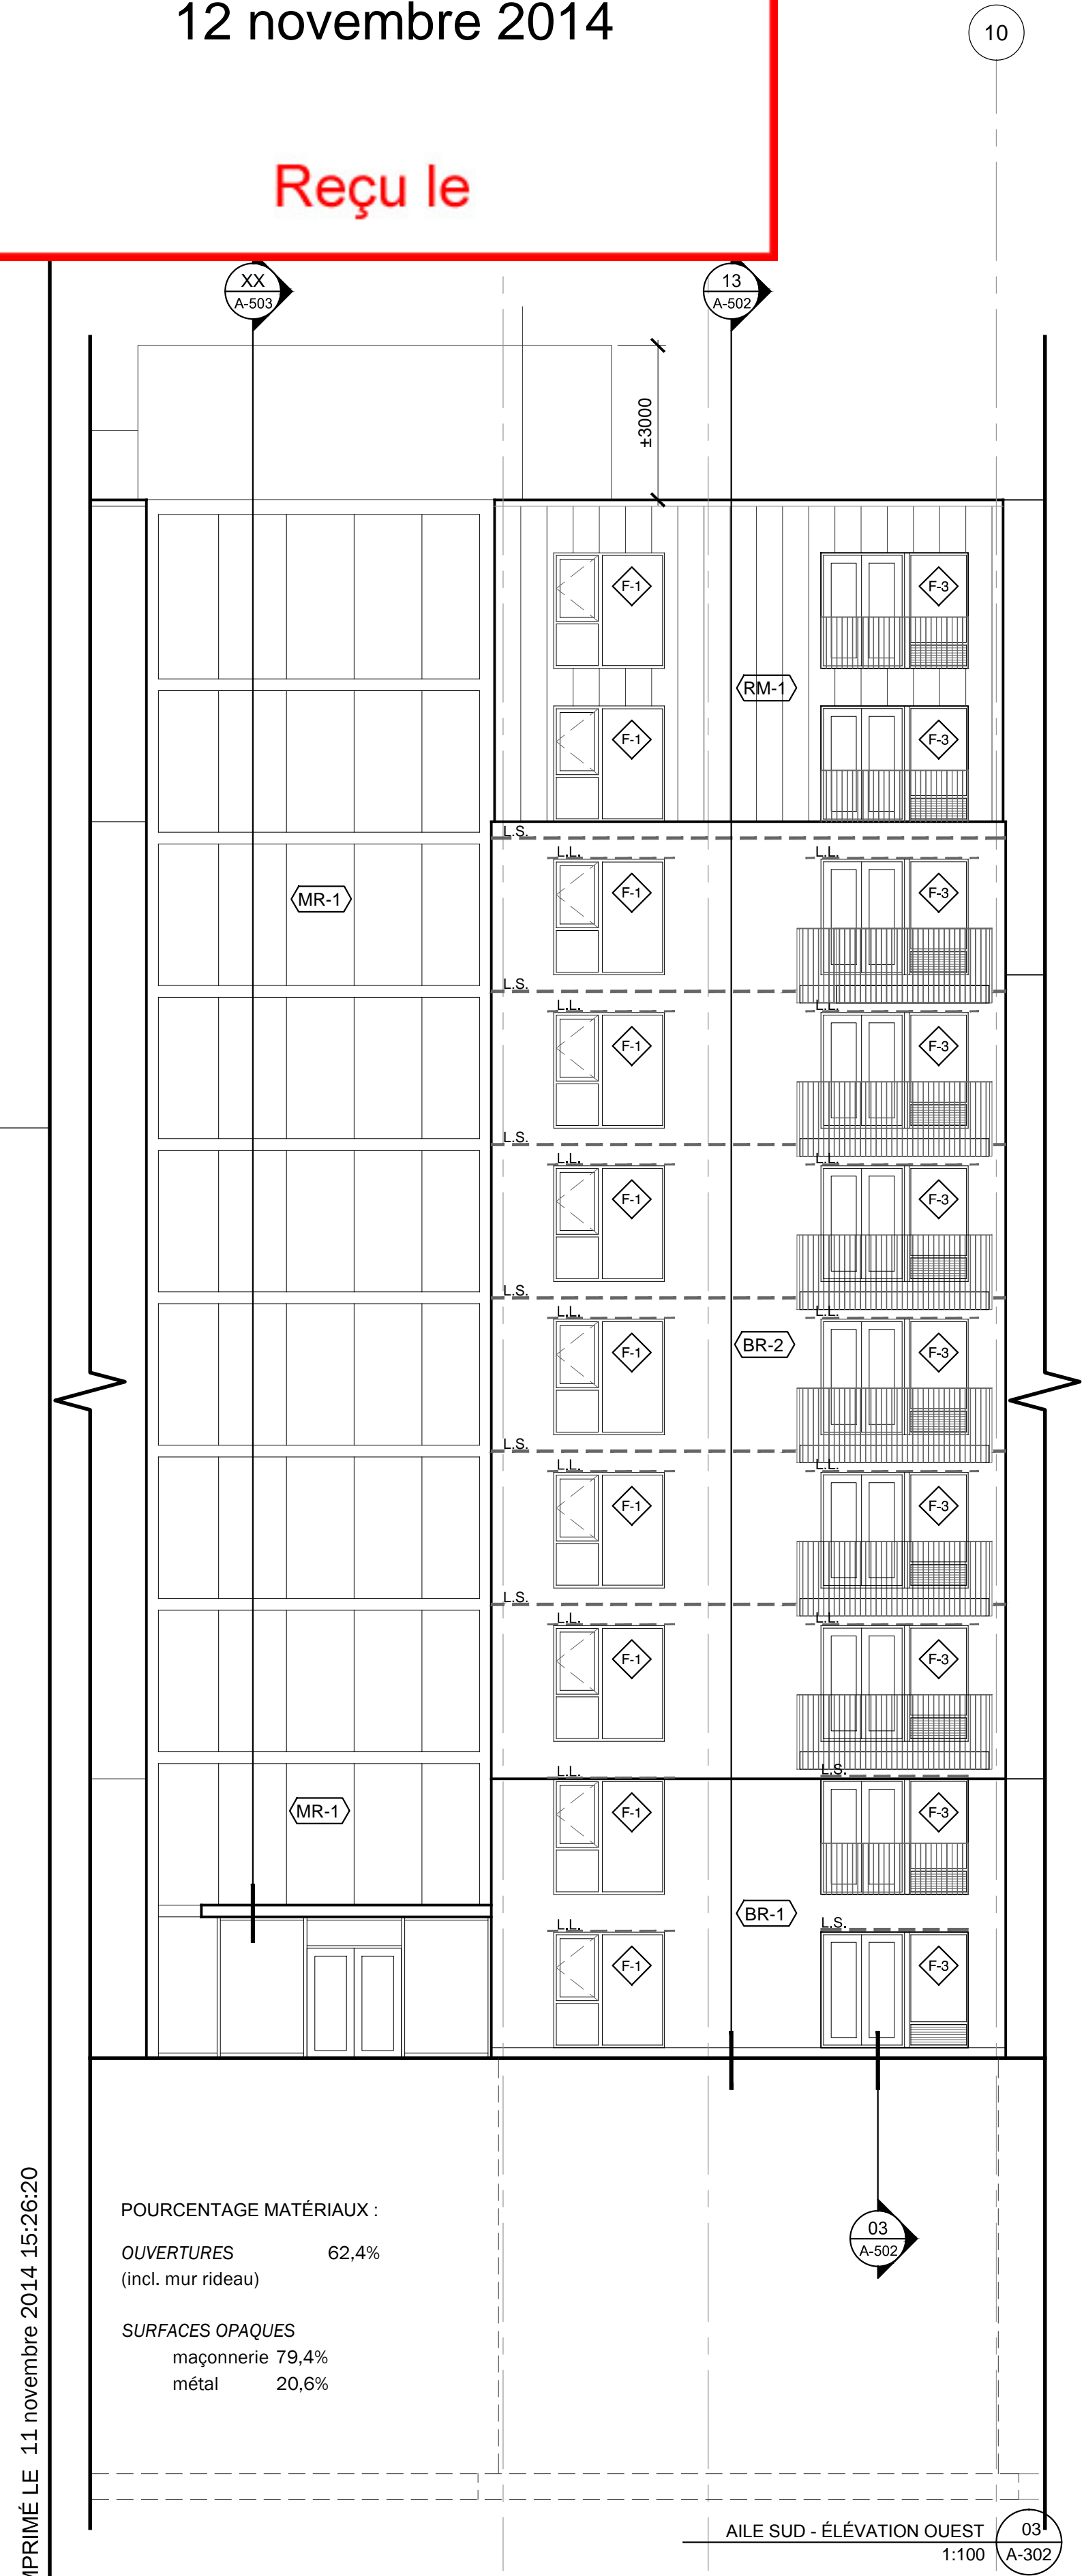 12 novembre 2014
10
Reçu le
XX
A-503
13
A-502
±3000
F-1
F-3
RM-1
F-1
F-3
L.S.
L.L.
L.L.
MR-1
F-1
F-3
L.S.
L.L.
L.L.
F-1
F-3
L.S.
L.L.
L.L.
F-1
F-3
L.S.
L.L.
L.L.
BR-2
F-1
F-3
L.S.
L.L.
L.L.
F-1
F-3
L.S.
L.L.
L.L.
F-1
F-3
L.L.
L.S.
MR-1
F-1
F-3
BR-1
L.L.
L.S.
F-1
F-3
POURCENTAGE MATÉRIAUX :
OUVERTURES 62,4%
(incl. mur rideau)
SURFACES OPAQUES
maçonnerie 79,4%
métal 20,6%
03
A-502
MPRIMÉ LE 11 novembre 2014 15:26:20
AILE SUD - ÉLÉVATION OUEST
1:100
03
A-302